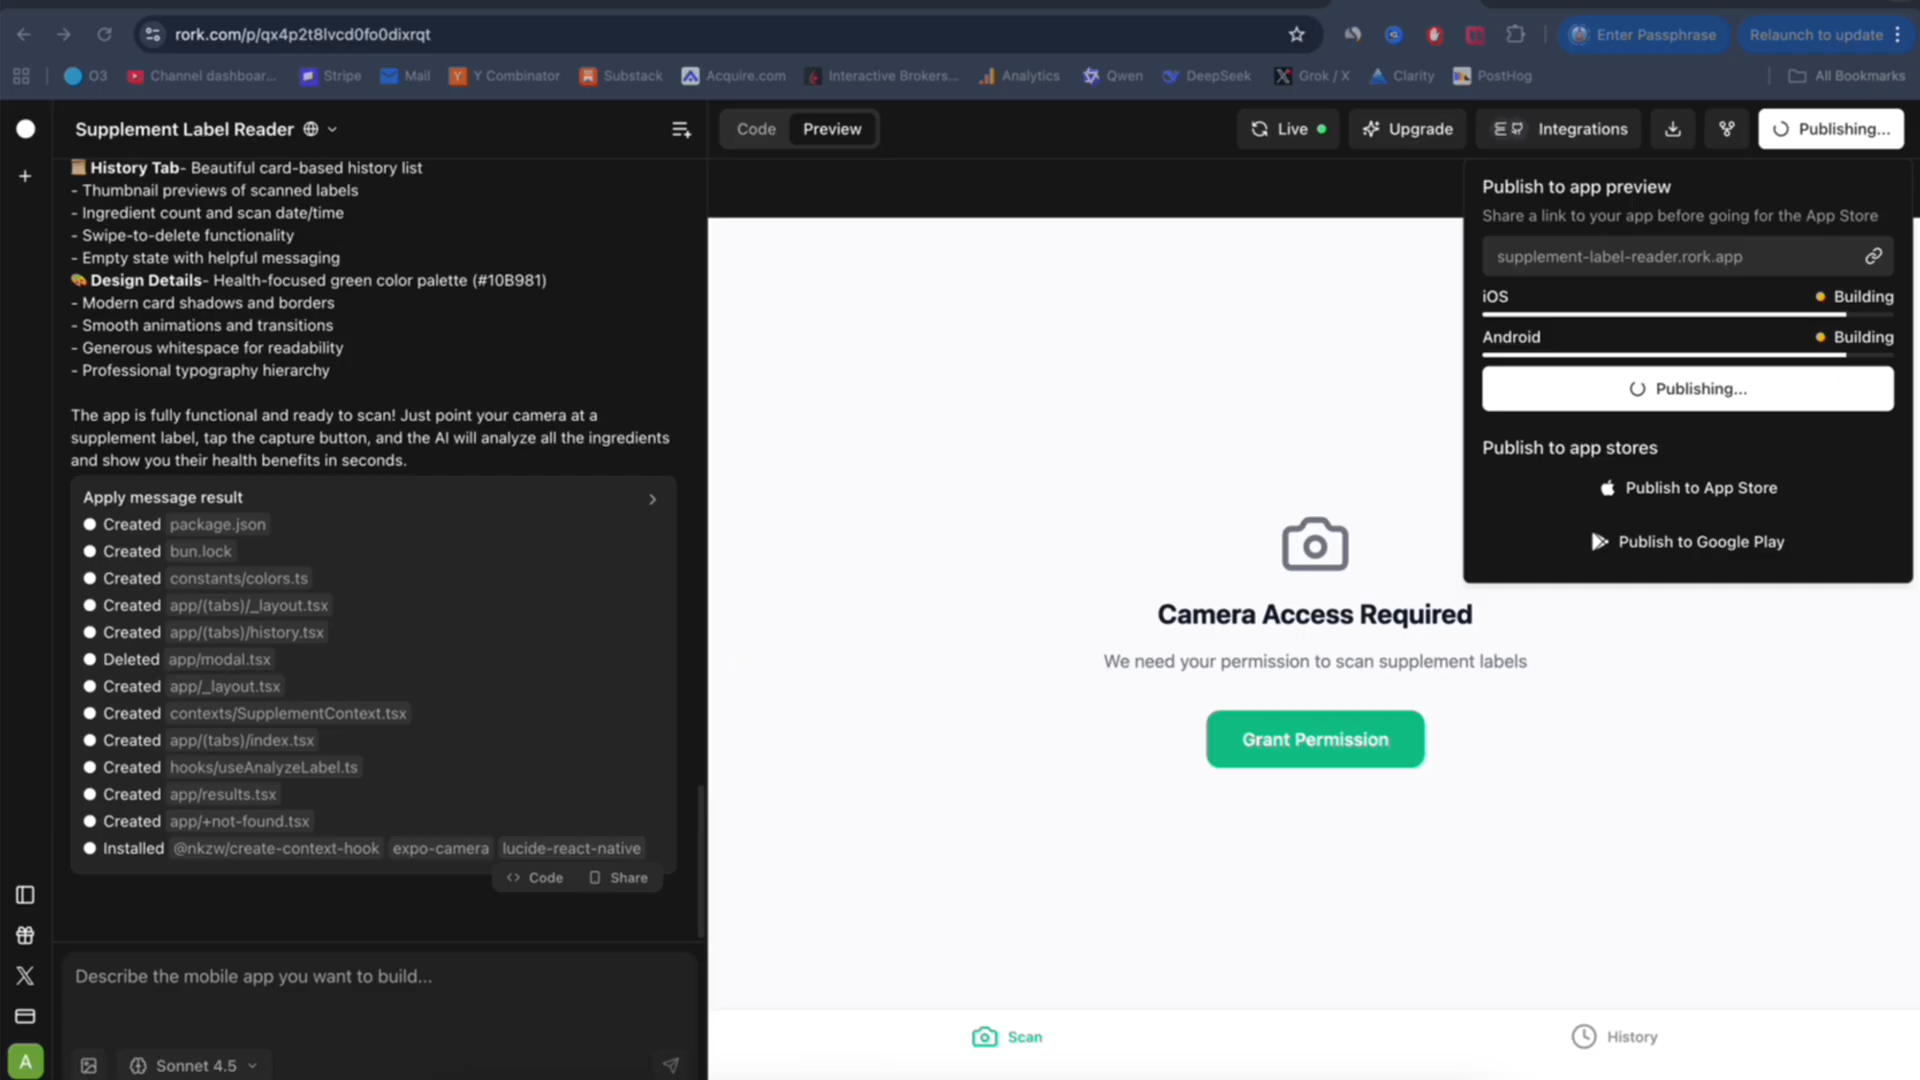 rork.com/p/qx4p2t8lvcd0fo0dixrqt
Enter Passphrase
Relaunch to update
O3
Channel dashboar...
Stripe
Mail
Y Combinator
Substack
Acquire.com
Interactive Brokers...
Analytics
Qwen
DeepSeek
Grok / X
Clarity
PostHog
All Bookmarks
Supplement Label Reader
History Tab- Beautiful card-based history list
- Thumbnail previews of scanned labels
- Ingredient count and scan date/time
- Swipe-to-delete functionality
- Empty state with helpful messaging
Design Details- Health-focused green color palette (#10B981)
- Modern card shadows and borders
- Smooth animations and transitions
- Generous whitespace for readability
- Professional typography hierarchy
The app is fully functional and ready to scan! Just point your camera at a
supplement label, tap the capture button, and the AI will analyze all the ingredients
and show you their health benefits in seconds.
Apply message result
Created package.json
Created bun.lock
Created constants/colors.ts
Created app/(tabs)/_layout.tsx
Created app/(tabs)/history.tsx
Deleted app/modal.tsx
Created app/_layout.tsx
Created contexts/SupplementContext.tsx
Created app/(tabs)/index.tsx
Created hooks/useAnalyzeLabel.ts
Created app/results.tsx
Created app/+not-found.tsx
Installed @nkzw/create-context-hook expo-camera lucide-react-native
Code Share
Describe the mobile app you want to build...
A
Sonnet 4.5
Code Preview
Live
Upgrade
Integrations
Publishing...
Publish to app preview
Share a link to your app before going for the App Store
supplement-label-reader.rork.app
iOS Building
Android Building
Publishing...
Publish to app stores
Publish to App Store
Publish to Google Play
Camera Access Required
We need your permission to scan supplement labels
Grant Permission
Scan
History